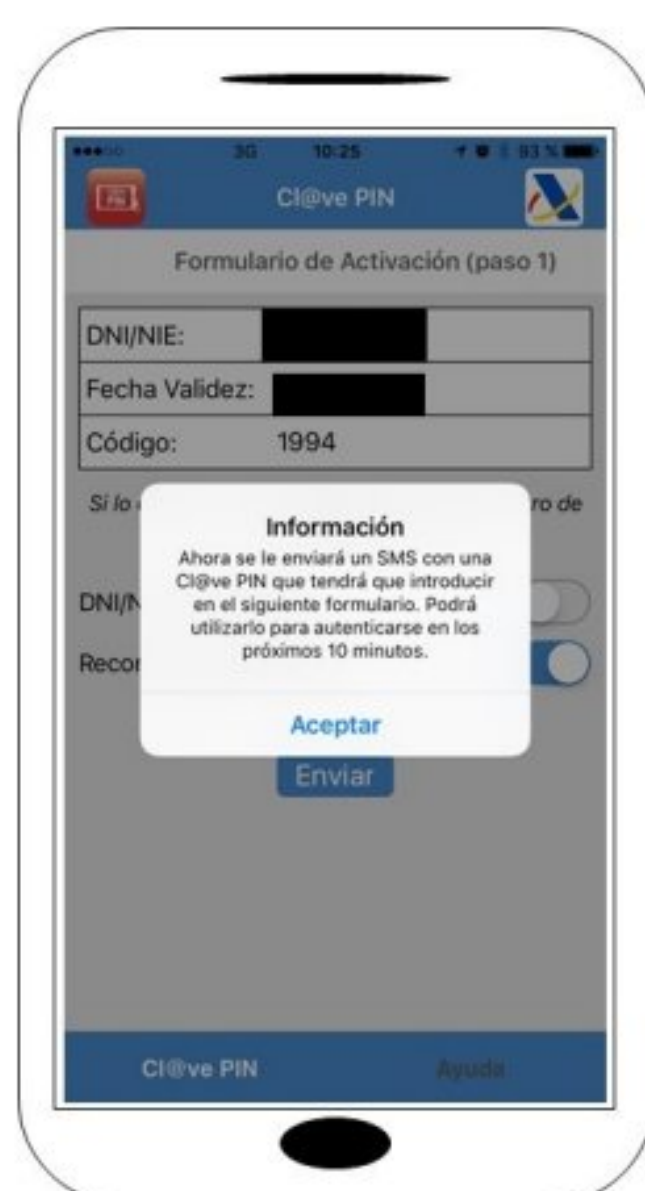 3G 10:25 93 %
PIN
Cl@ve PIN
Formulario de Activación (paso 1)
DNI/NIE:
Fecha Validez:
Código: 1994
Si lo
ro de
Información
Ahora se le enviará un SMS con una
Cl@ve PIN que tendrá que introducir
en el siguiente formulario. Podrá
utilizarlo para autenticarse en los
próximos 10 minutos.
DNI/N
Recor
Aceptar
Enviar
Cl@ve PIN Ayuda